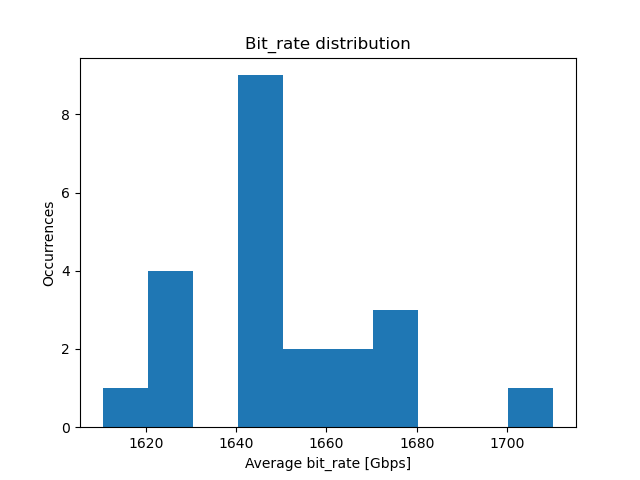 Bit_rate distribution
8
6
4
2
0
Occurrences
1620 1640 1660 1680 1700
Average bit_rate [Gbps]